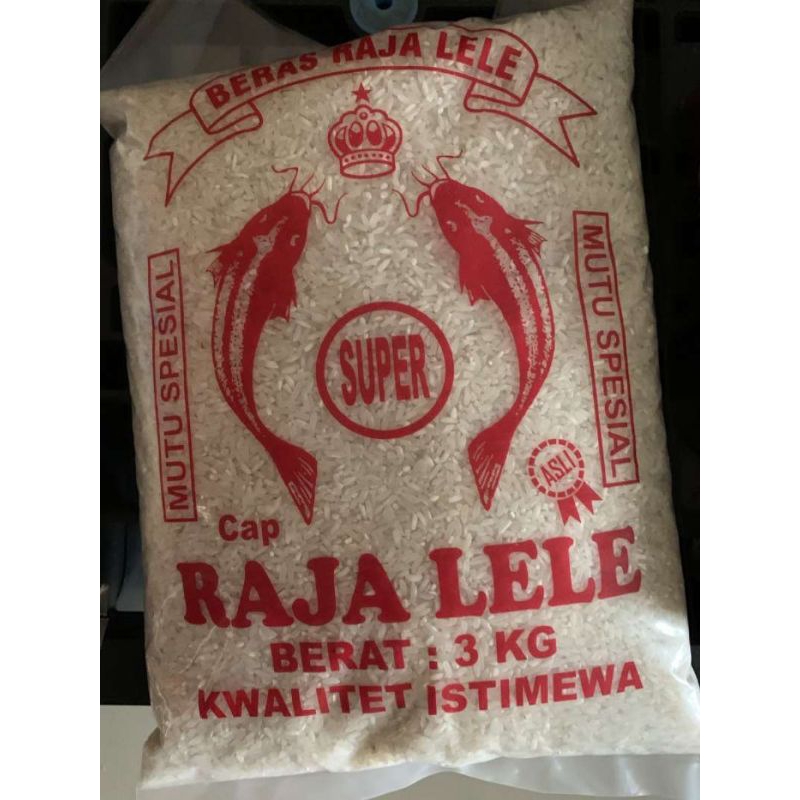 BERAS RAJA LELE
MUTU SPESIAL
MUTU SPESIAL
SUPER
ASLI
Cap
RAJA LELE
BERAT : 3 KG
KWALITET ISTIMEWA